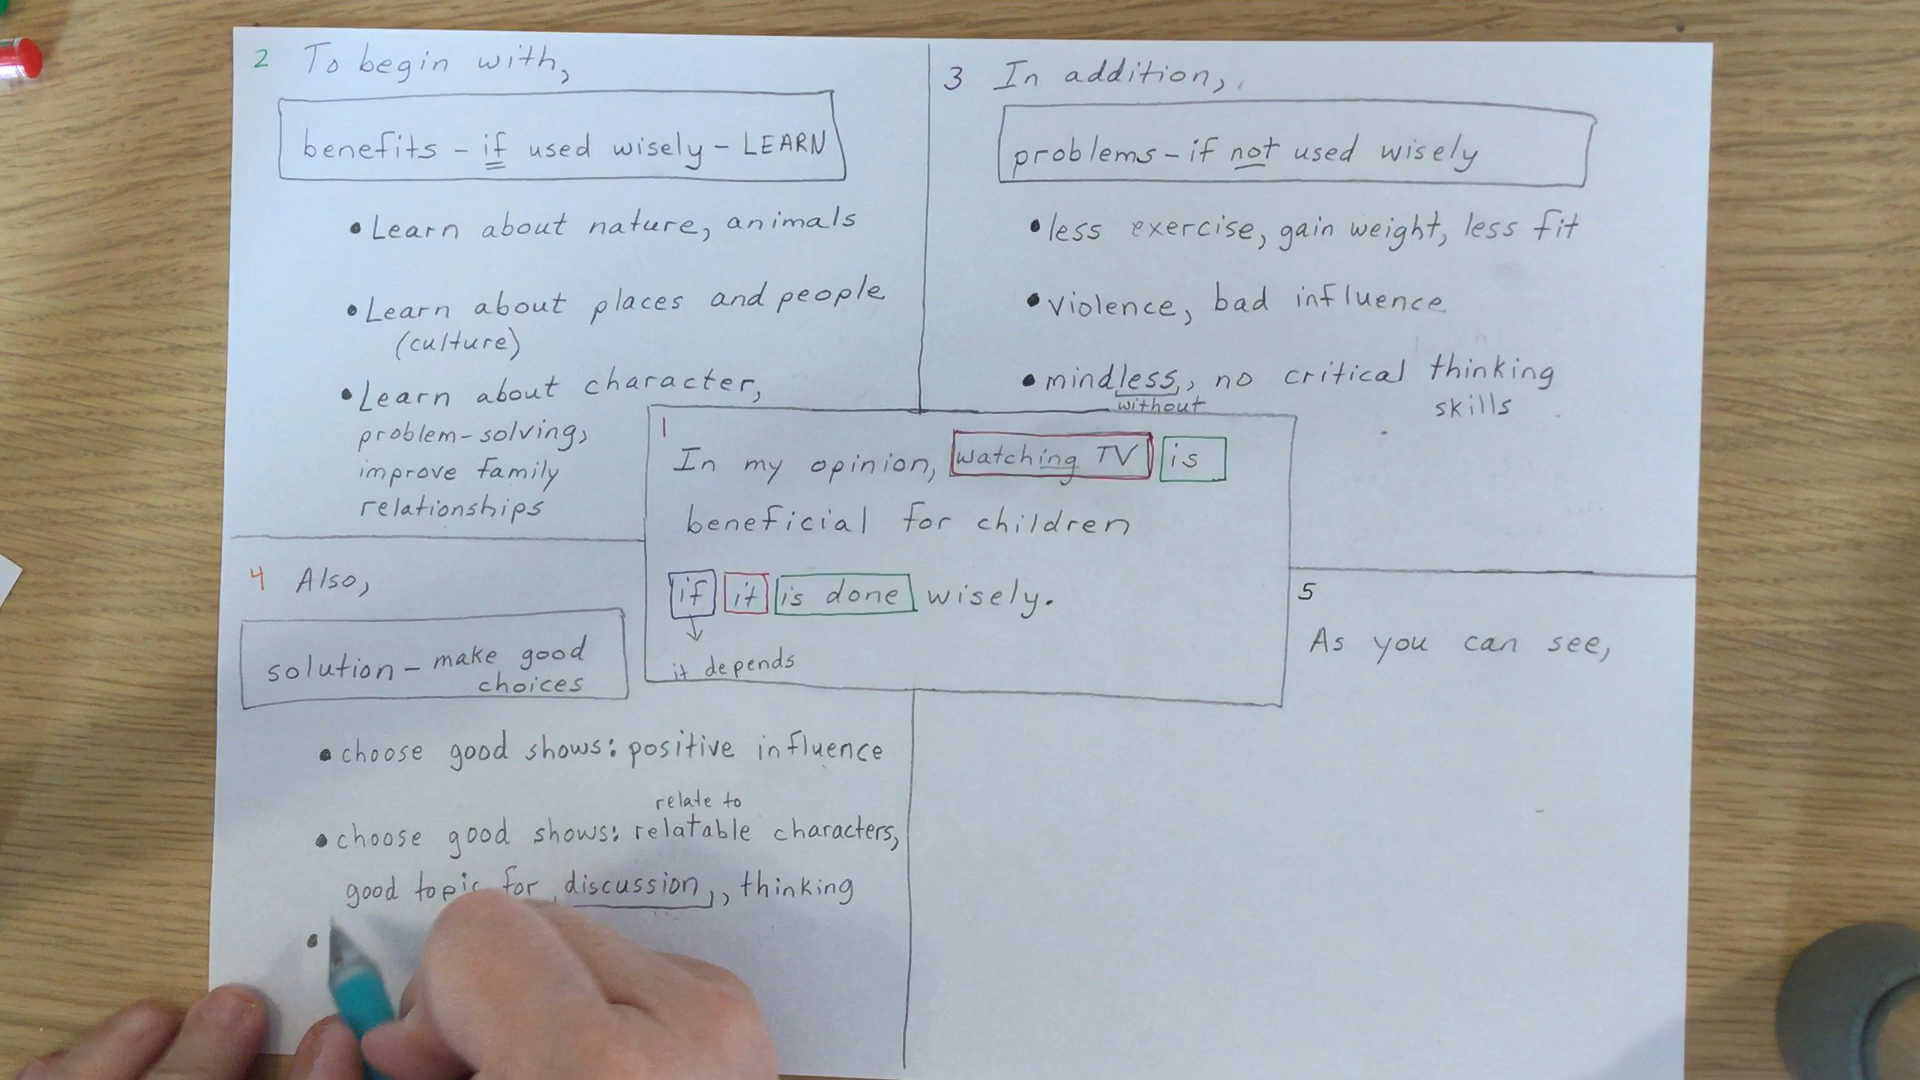 2 To begin with,
benefits - if used wisely - LEARN
• Learn about nature, animals
• Learn about places and people
(culture)
• Learn about character,
problem-solving,
improve family
relationships
3 In addition,
problems - if not used wisely
• less exercise, gain weight, less fit
• violence, bad influence
• mindless, no critical thinking
without
skills
1
In my opinion, watching TV is
beneficial for children
if it is done wisely.
it depends
4 Also,
solution - make good
choices
• choose good shows: positive influence
relate to
• choose good shows: relatable characters,
good topic for discussion, thinking
•
5
As you can see,